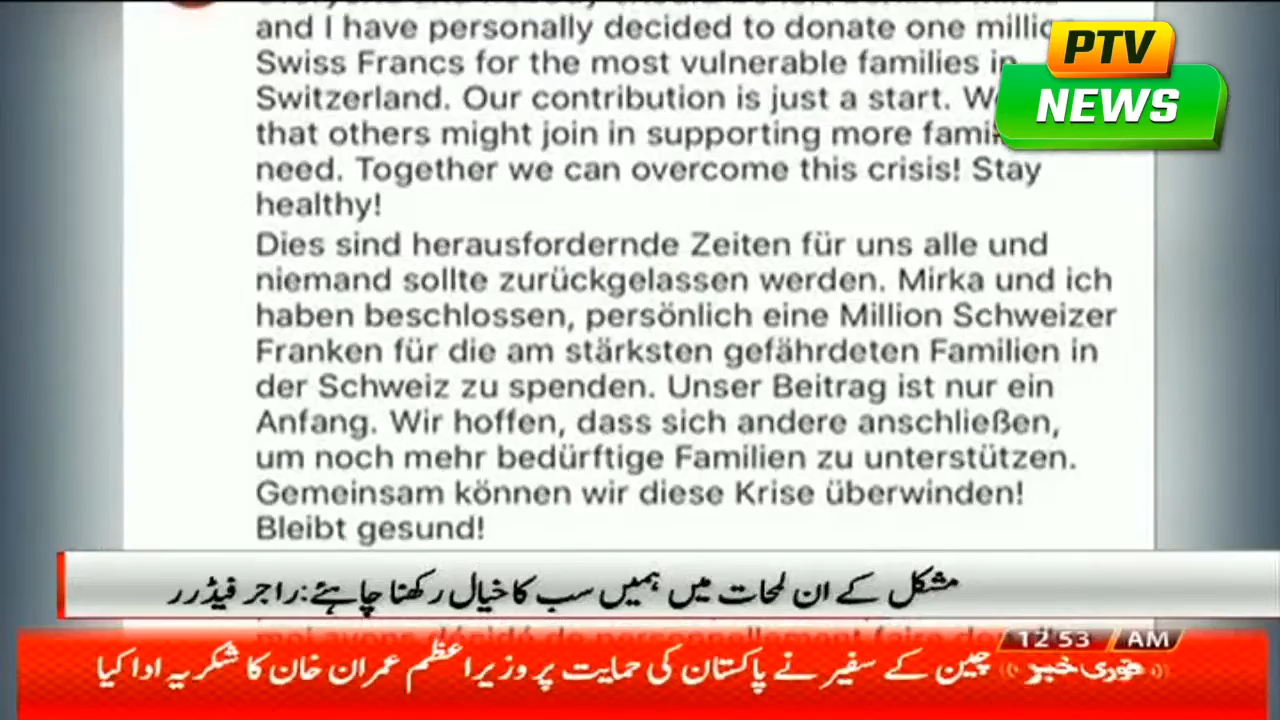 and I have personally decided to donate one
Swiss Francs for the most vulnerable families in
Switzerland. Our contribution is just a start.
that others might join in supporting more
need. Together we can overcome this crisis! Stay
healthy!
Dies sind herausfordernde Zeiten für uns alle und
niemand sollte zurückgelassen werden. Mirka und ich
haben beschlossen, persönlich eine Million Schweizer
Franken für die am stärksten gefährdeten Familien in
der Schweiz zu spenden. Unser Beitrag ist nur ein
Anfang. Wir hoffen, dass sich andere anschließen,
um noch mehr bedürftige Familien zu unterstützen.
Gemeinsam können wir diese Krise überwinden!
Bleibt gesund!
PTV
NEWS
مشکل کے ان لمحات میں ہمیں سب کا خیال رکھنا چاہئے:راجر فیڈرر
12:53 AM
فوری خبر
چین کے سفیر نے پاکستان کی حمایت پر وزیراعظم عمران خان کا شکریہ ادا کیا